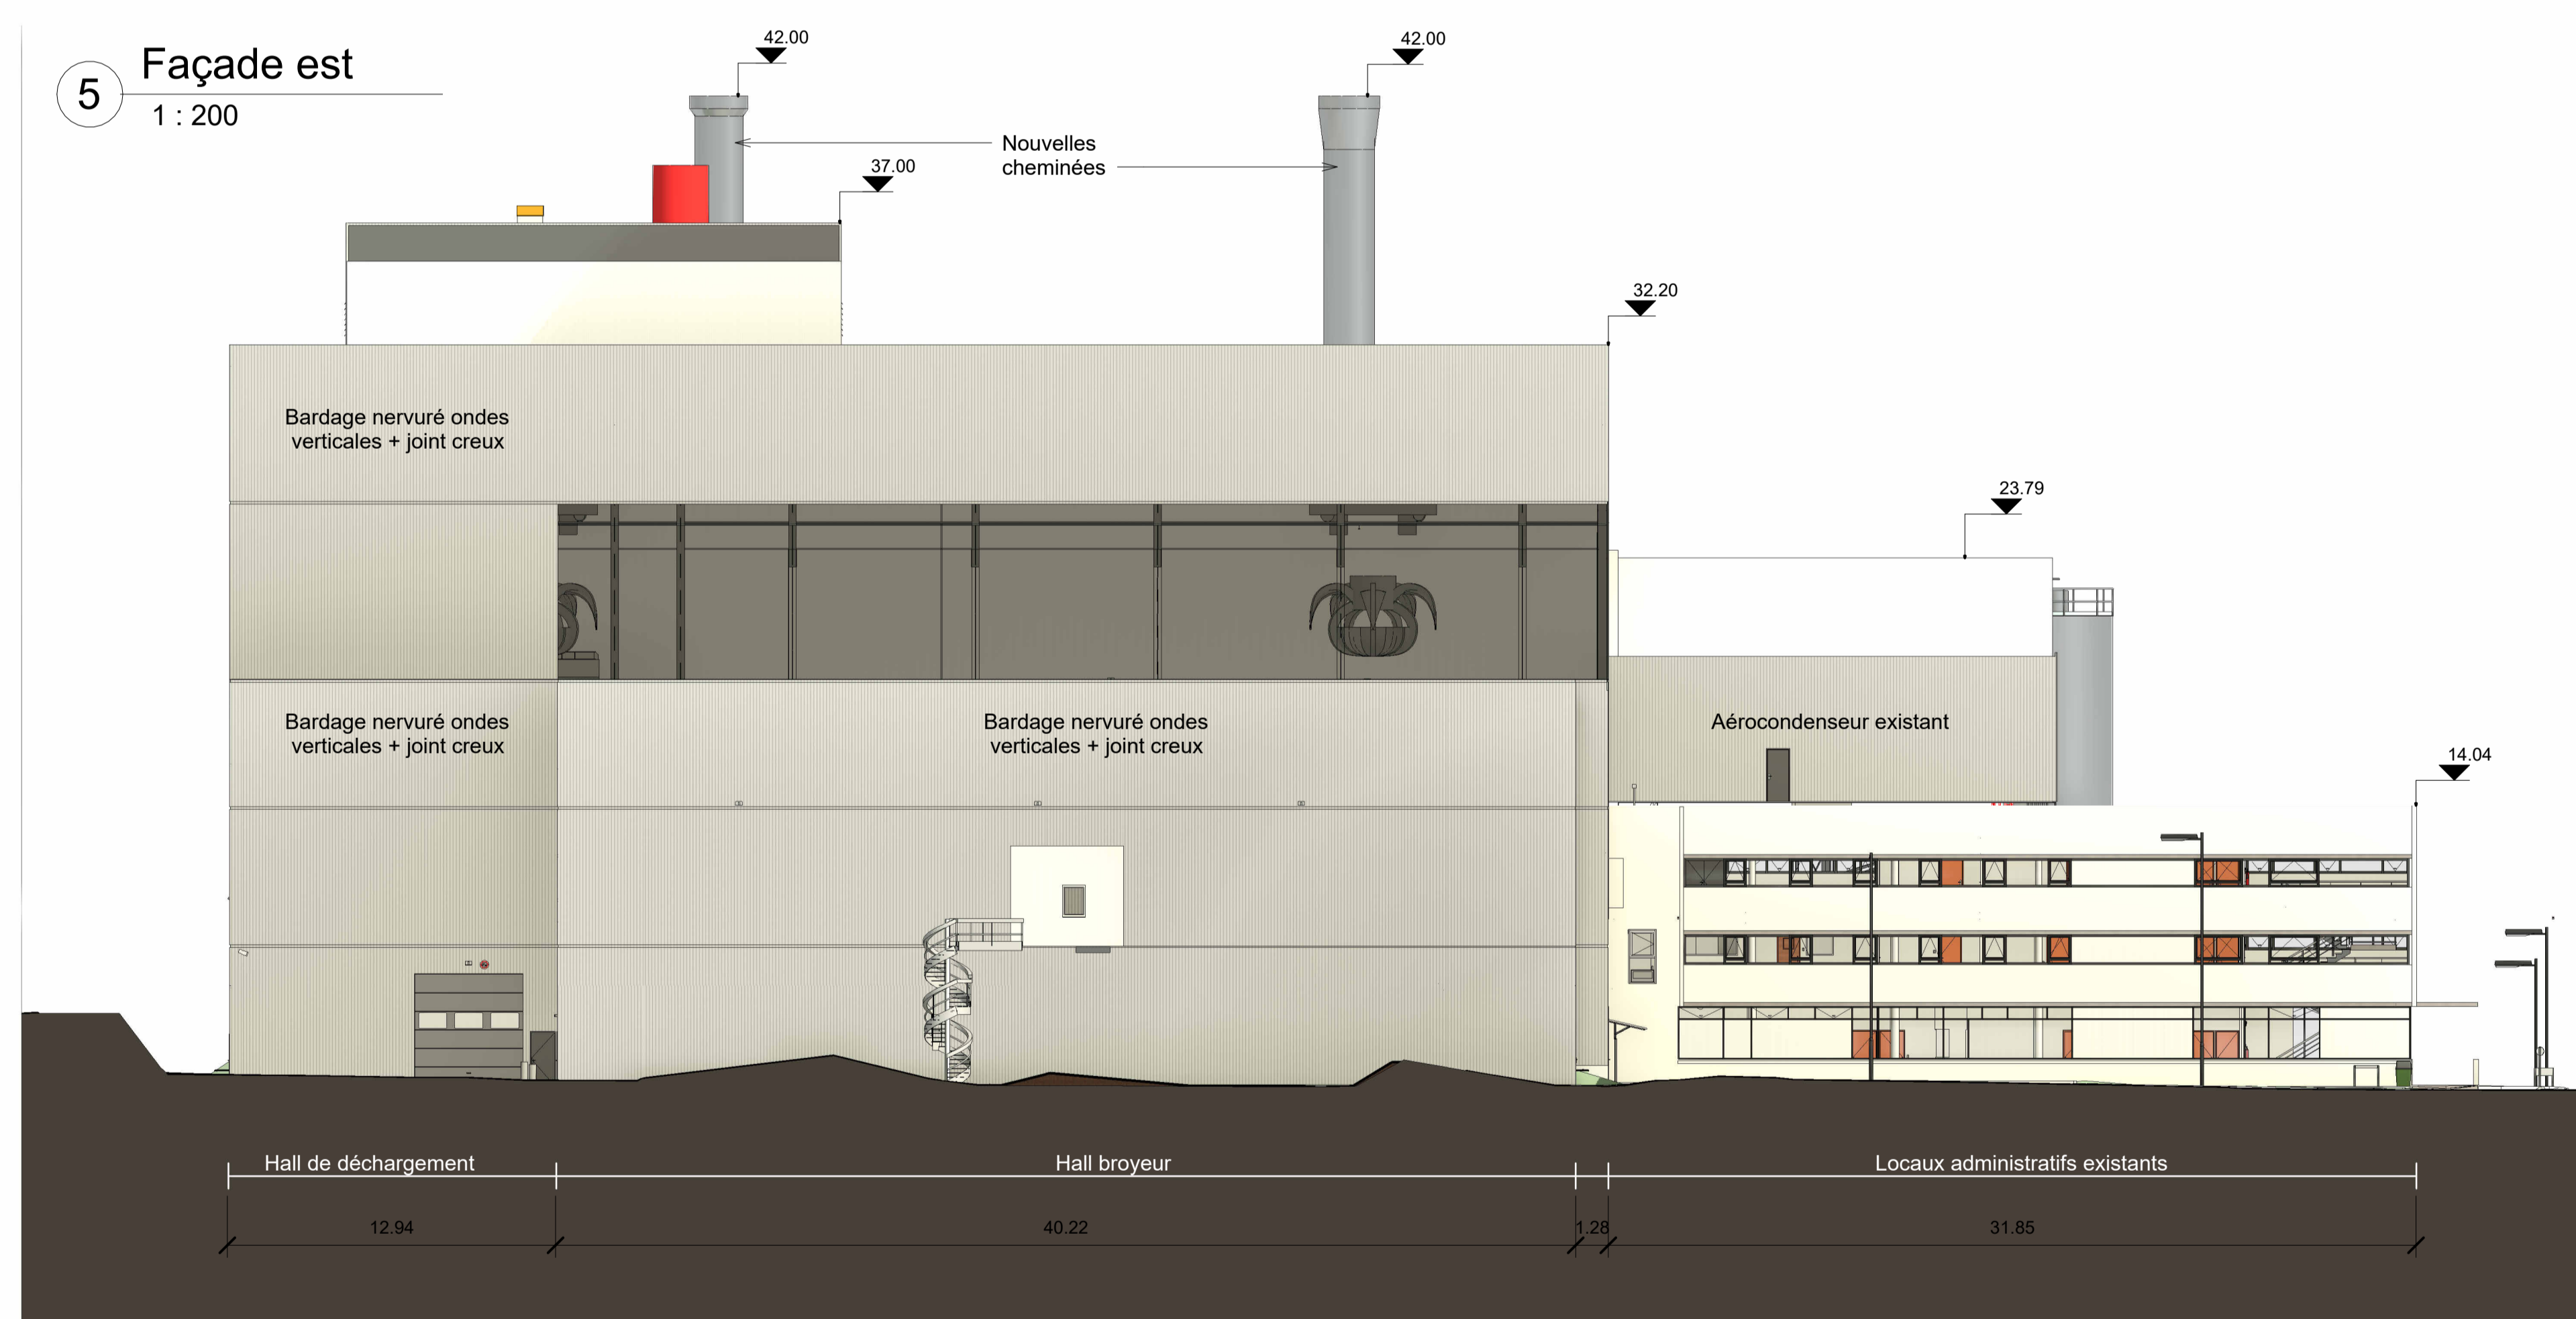 5
Façade est
1 : 200
42.00
42.00
Nouvelles
cheminées
37.00
32.20
Bardage nervuré ondes
verticales + joint creux
23.79
Bardage nervuré ondes
verticales + joint creux
Bardage nervuré ondes
verticales + joint creux
Aérocondenseur existant
14.04
Hall de déchargement
Hall broyeur
Locaux administratifs existants
12.94
40.22
1.28
31.85